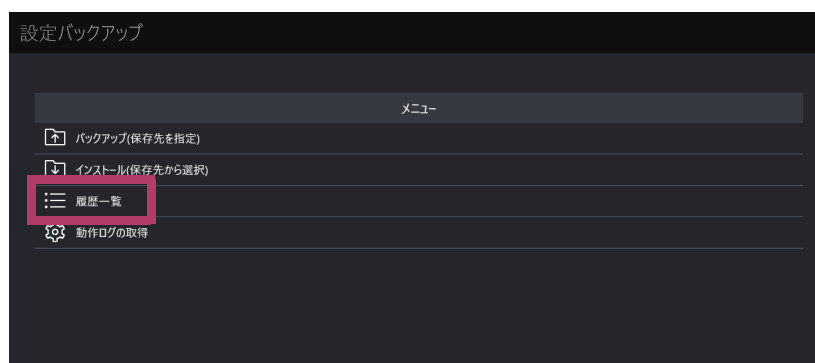 設定バックアップ
メニュー
バックアップ(保存先を指定)
インストール(保存先から選択)
履歴一覧
動作ログの取得